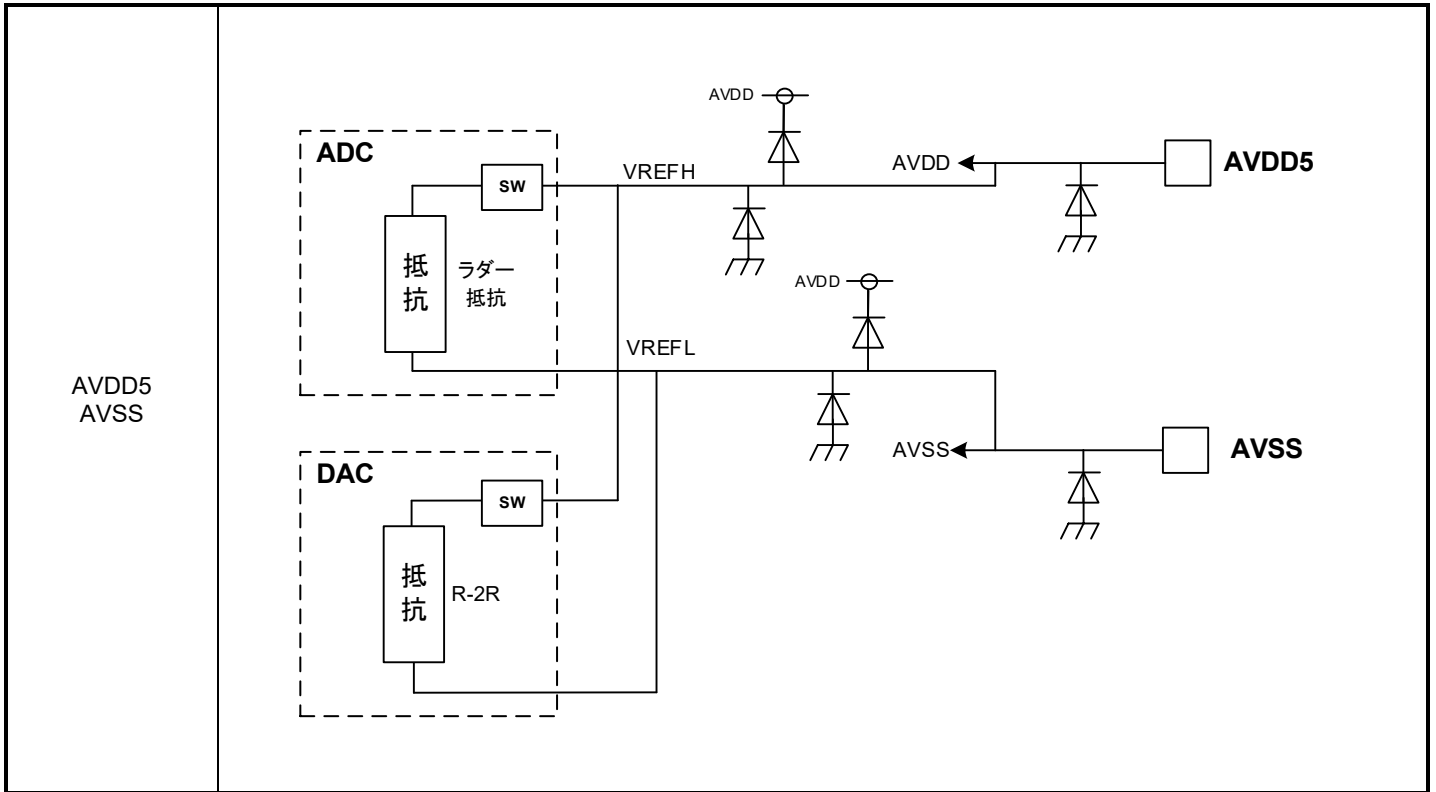 AVDD5
AVSS
AVDD
ADC
SW
VREFH
AVDD
AVDD5
抵
抗
ラダー
抵抗
AVDD
VREFL
AVSS
AVSS
DAC
SW
抵
抗
R-2R